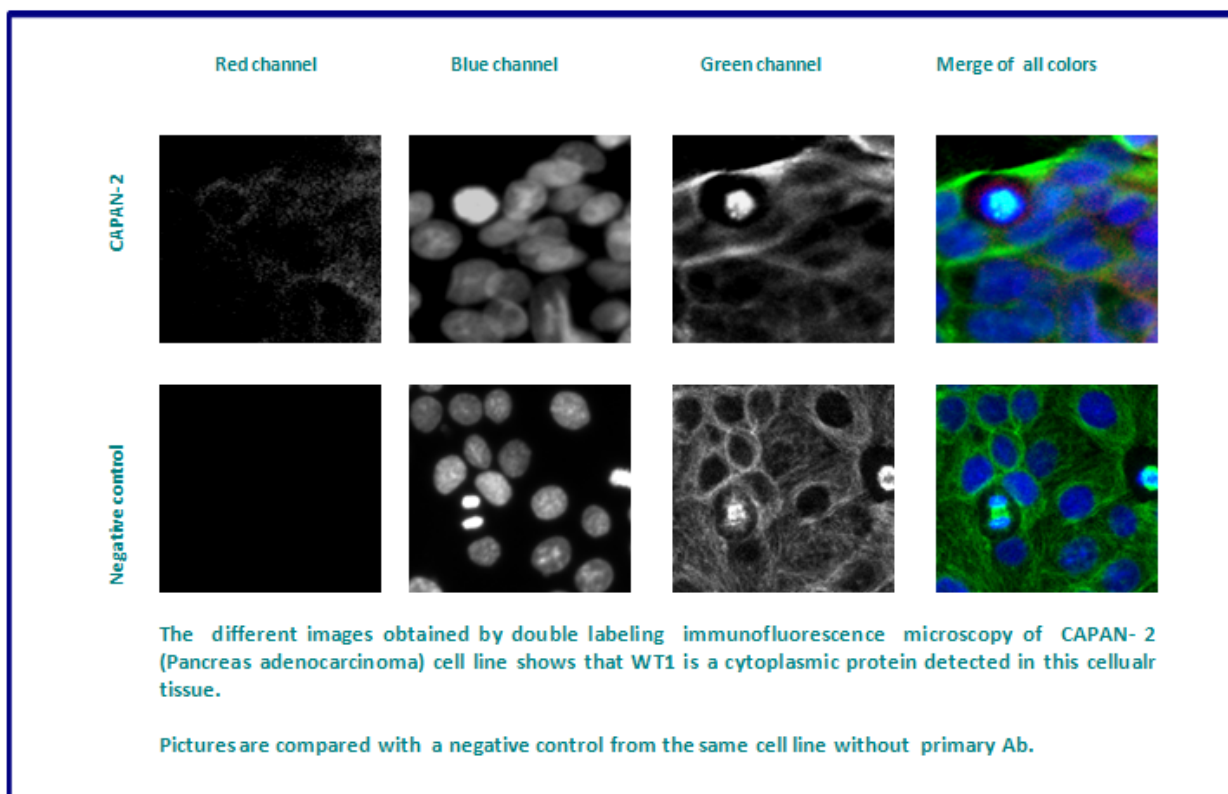 Red channel Blue channel Green channel Merge of all colors
CAPAN-2
Negative control
The different images obtained by double labeling immunofluorescence microscopy of CAPAN- 2
(Pancreas adenocarcinoma) cell line shows that WT1 is a cytoplasmic protein detected in this cellualr
tissue.
Pictures are compared with a negative control from the same cell line without primary Ab.